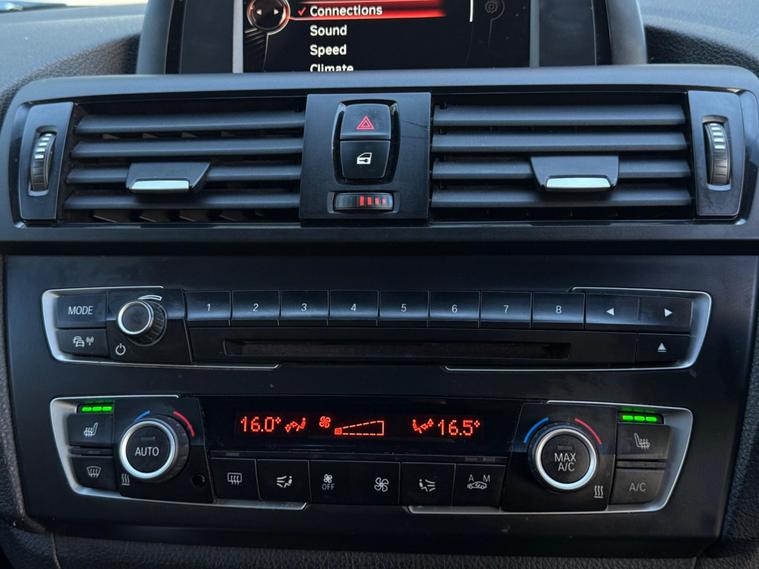 Connections
Sound
Speed
Climate
MODE
1 2 3 4 5 6 7 8
16.0° 16.5°
AUTO
MAX
A/C
OFF
A M
A/C